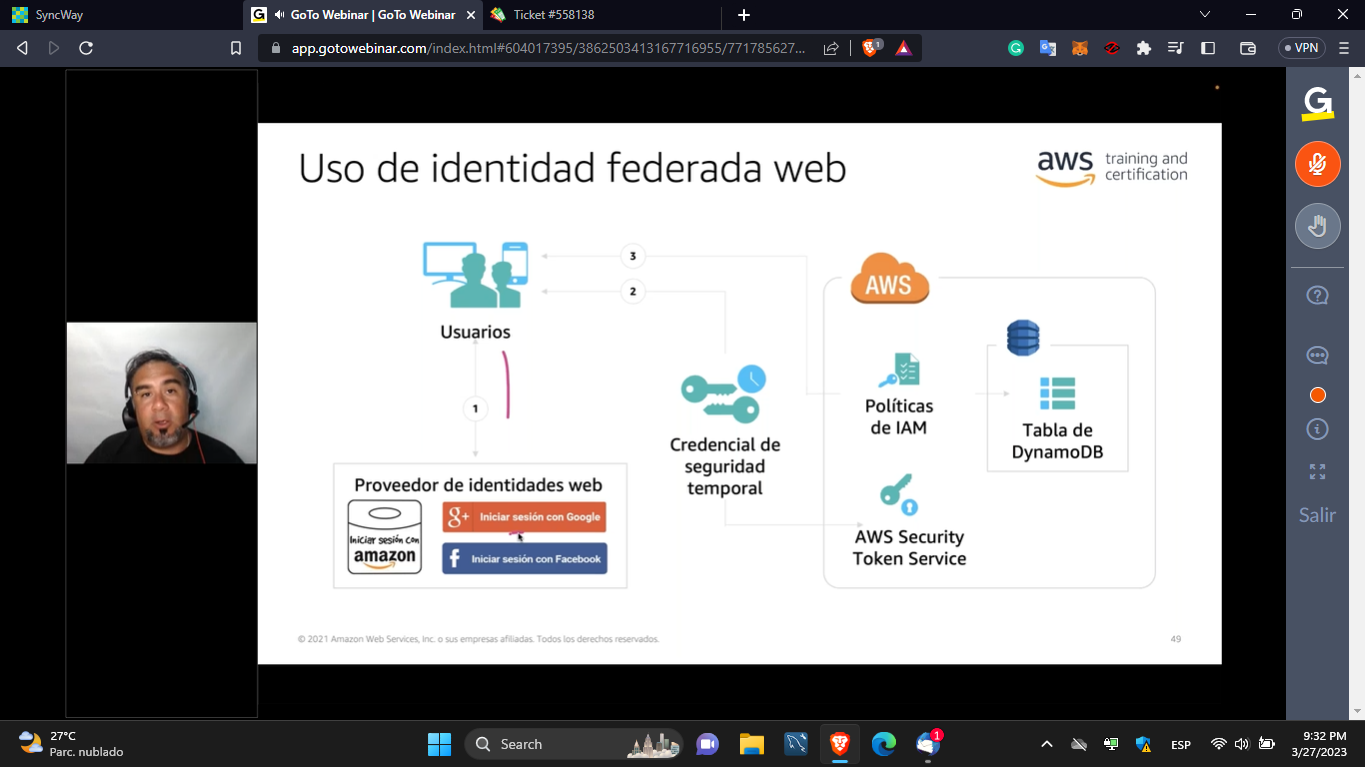 SyncWay
G GoTo Webinar | GoTo Webinar
Ticket #558138
app.gotowebinar.com/index.html#604017395/3862503413167716955/771785627...
1
VPN
G
Uso de identidad federada web
aws training and
certification
3
AWS
2
Usuarios
1
Políticas
de IAM
Tabla de
DynamoDB
Credencial de
seguridad
temporal
Proveedor de identidades web
Iniciar sesión con
amazon
g+ Iniciar sesión con Google
f Iniciar sesión con Facebook
AWS Security
Token Service
Salir
© 2021 Amazon Web Services, Inc. o sus empresas afiliadas. Todos los derechos reservados.
49
27°C
Parc. nublado
Search
1
ESP
9:32 PM
3/27/2023